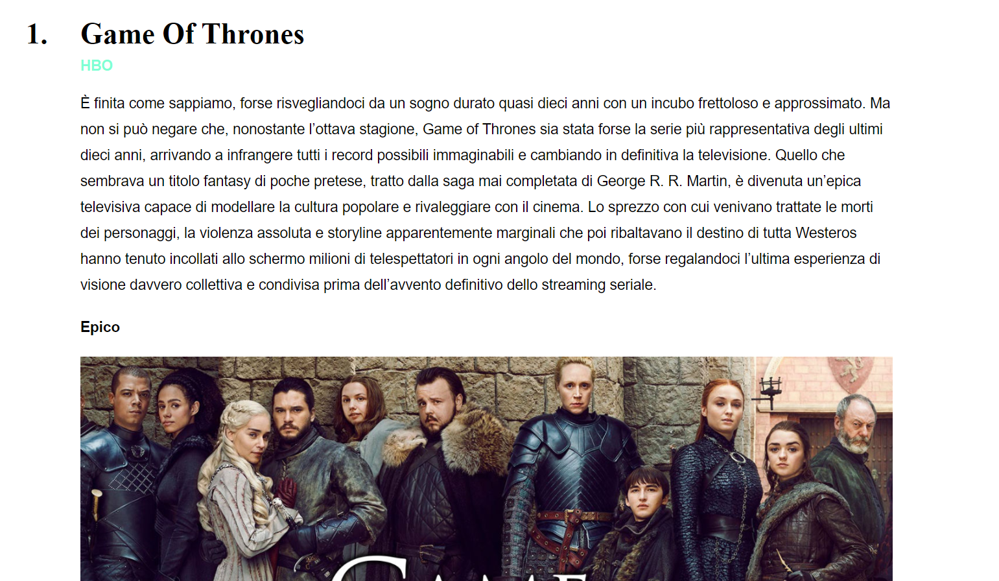 1. Game Of Thrones
HBO
È finita come sappiamo, forse risvegliandoci da un sogno durato quasi dieci anni con un incubo frettoloso e approssimato. Ma
non si può negare che, nonostante l’ottava stagione, Game of Thrones sia stata forse la serie più rappresentativa degli ultimi
dieci anni, arrivando a infrangere tutti i record possibili immaginabili e cambiando in definitiva la televisione. Quello che
sembrava un titolo fantasy di poche pretese, tratto dalla saga mai completata di George R. R. Martin, è divenuta un’epica
televisiva capace di modellare la cultura popolare e rivaleggiare con il cinema. Lo sprezzo con cui venivano trattate le morti
dei personaggi, la violenza assoluta e storyline apparentemente marginali che poi ribaltavano il destino di tutta Westeros
hanno tenuto incollati allo schermo milioni di telespettatori in ogni angolo del mondo, forse regalandoci l’ultima esperienza di
visione davvero collettiva e condivisa prima dell’avvento definitivo dello streaming seriale.
Epico
GAME